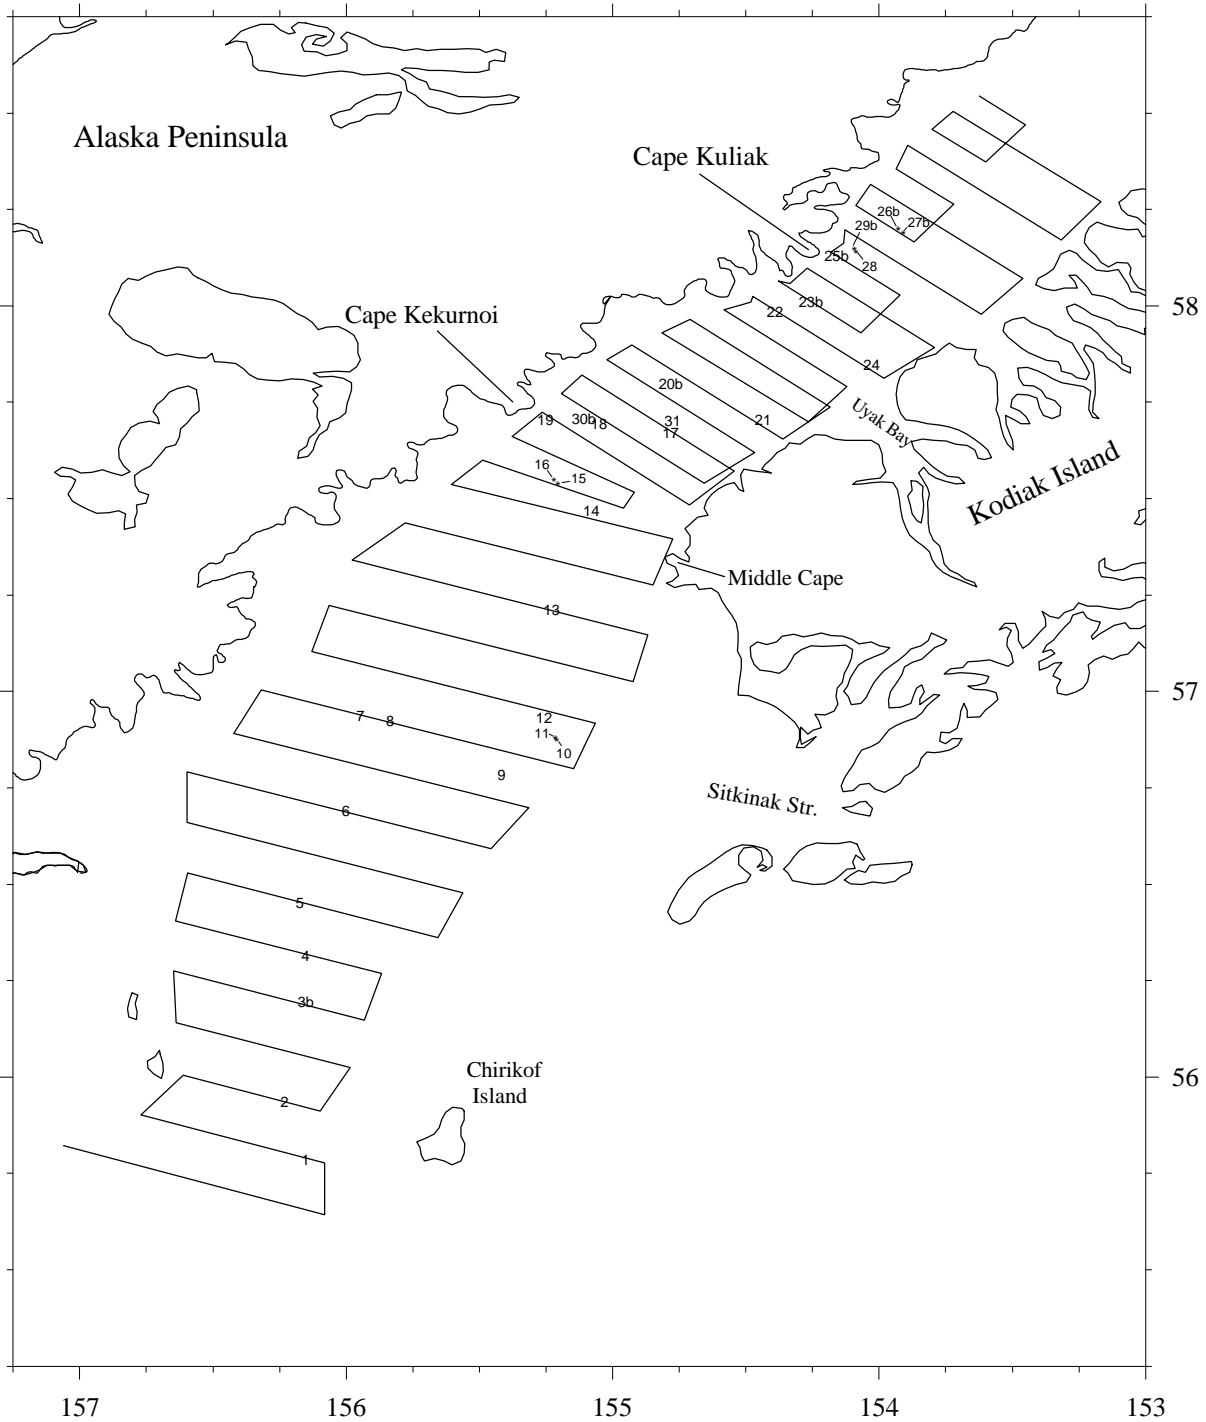 Alaska Peninsula
Cape Kuliak
26b
27b
29b
25b
28
23b
22
58
Cape Kekurnoi
24
20b
Uyak Bay
19
30b
18
31
17
21
Kodiak Island
16
15
14
Middle Cape
13
57
7
8
12
11
10
9
Sitkinak Str.
6
5
4
3b
Chirikof
Island
56
2
1
157
156
155
154
153